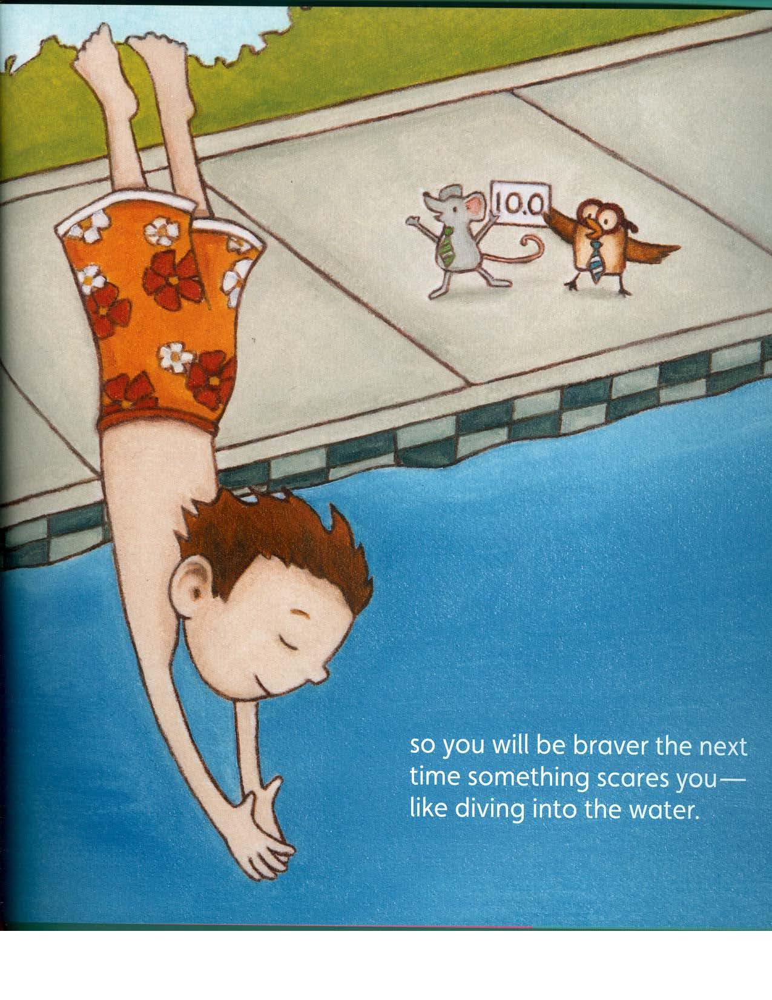 10.0
so you will be braver the next
time something scares you—
like diving into the water.